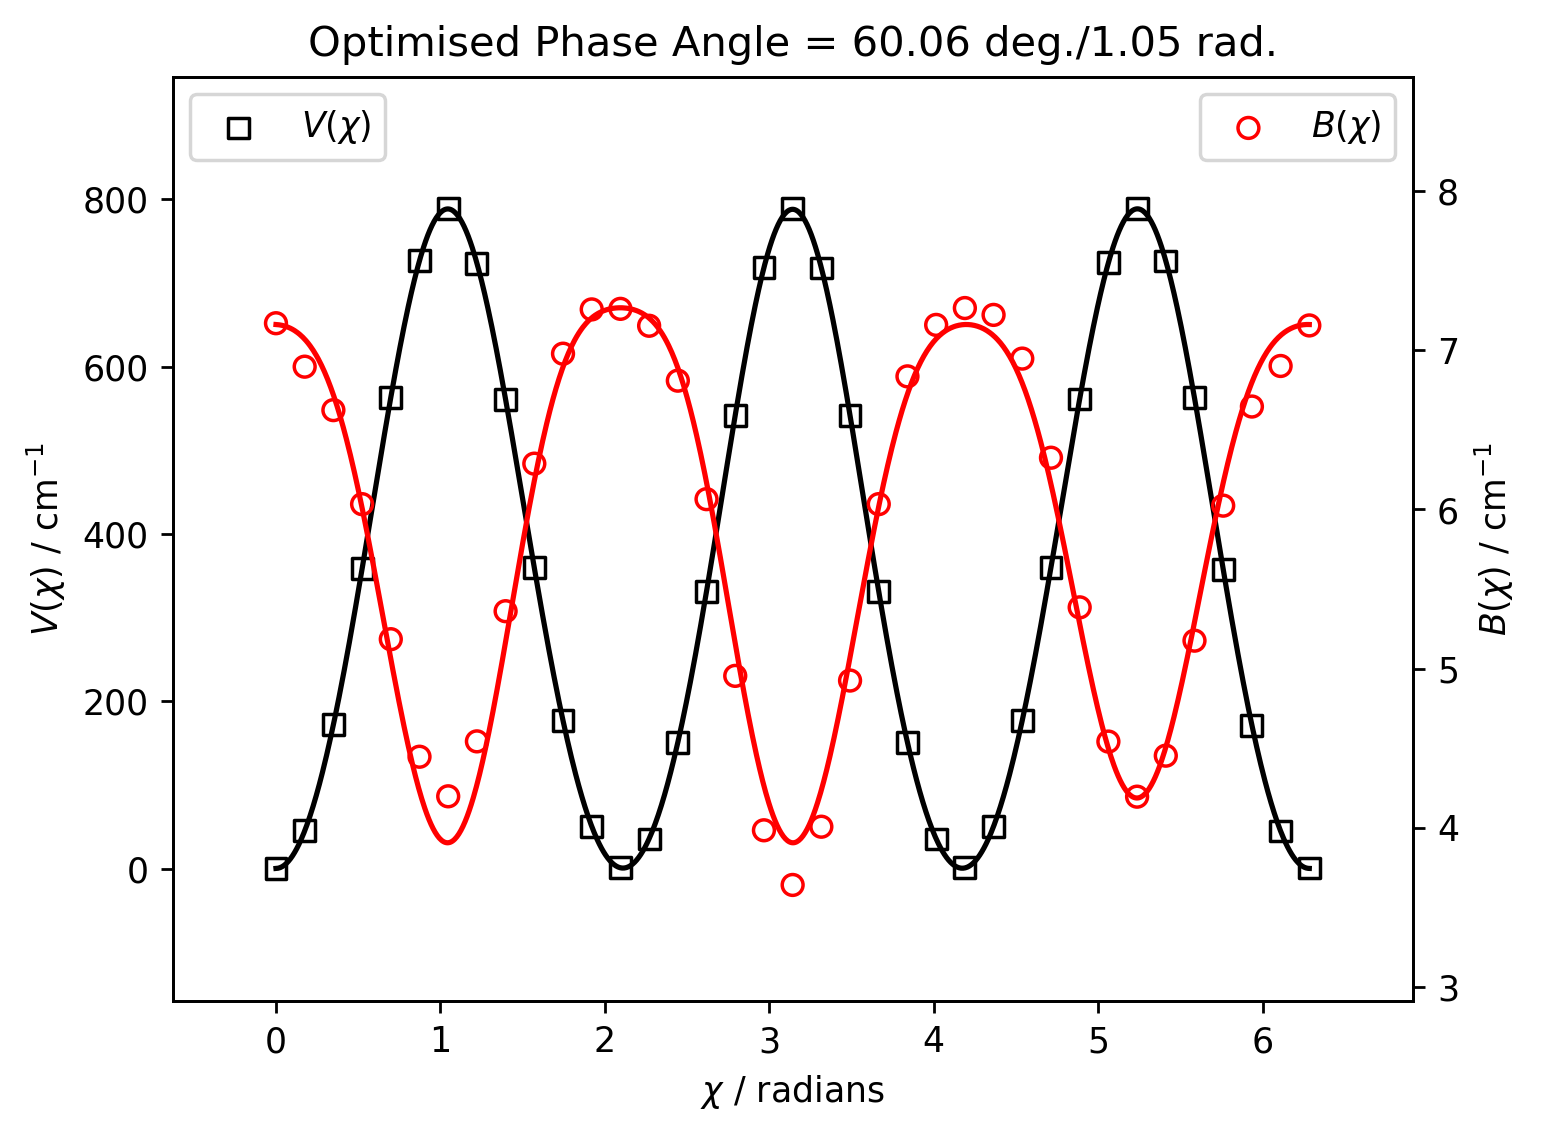 Optimised Phase Angle = 60.06 deg./1.05 rad.
V(χ)
B(χ)
800
600
400
200
0
V(χ) / cm⁻¹
8
7
6
5
4
3
B(χ) / cm⁻¹
0 1 2 3 4 5 6
χ / radians